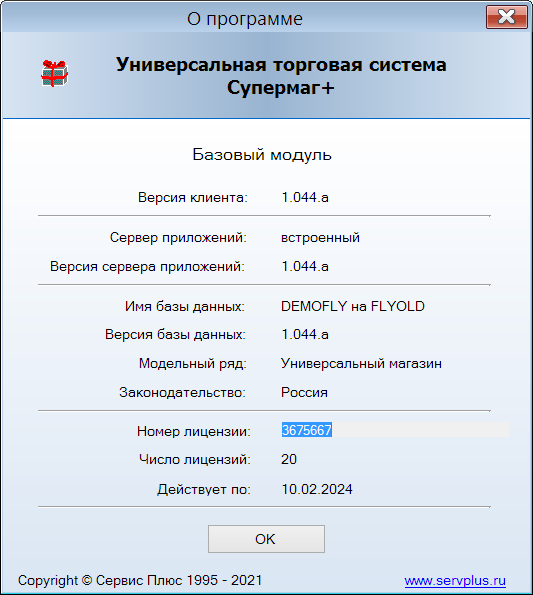 О программе
Универсальная торговая система
Супермаг+
Базовый модуль
Версия клиента: 1.044.a
Сервер приложений: встроенный
Версия сервера приложений: 1.044.a
Имя базы данных: DEMOFLY на FLYOLD
Версия базы данных: 1.044.a
Модельный ряд: Универсальный магазин
Законодательство: Россия
Номер лицензии: 3675667
Число лицензий: 20
Действует по: 10.02.2024
OK
Copyright © Сервис Плюс 1995 - 2021 www.servplus.ru